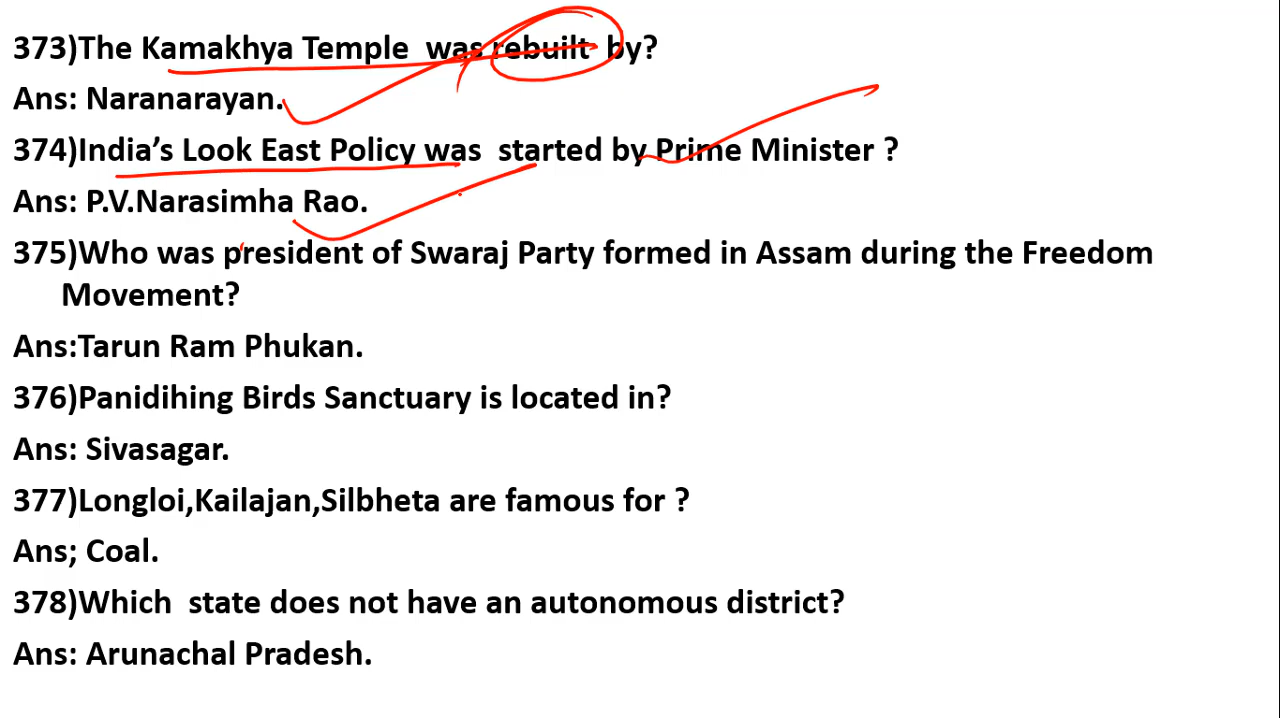 373)The Kamakhya Temple  was rebuilt  by?
Ans: Naranarayan.
374)India’s Look East Policy was  started by Prime Minister ?
Ans: P.V.Narasimha Rao.
375)Who was president of Swaraj Party formed in Assam during the Freedom
Movement?
Ans:Tarun Ram Phukan.
376)Panidihing Birds Sanctuary is located in?
Ans: Sivasagar.
377)Longloi,Kailajan,Silbheta are famous for ?
Ans; Coal.
378)Which  state does not have an autonomous district?
Ans: Arunachal Pradesh.